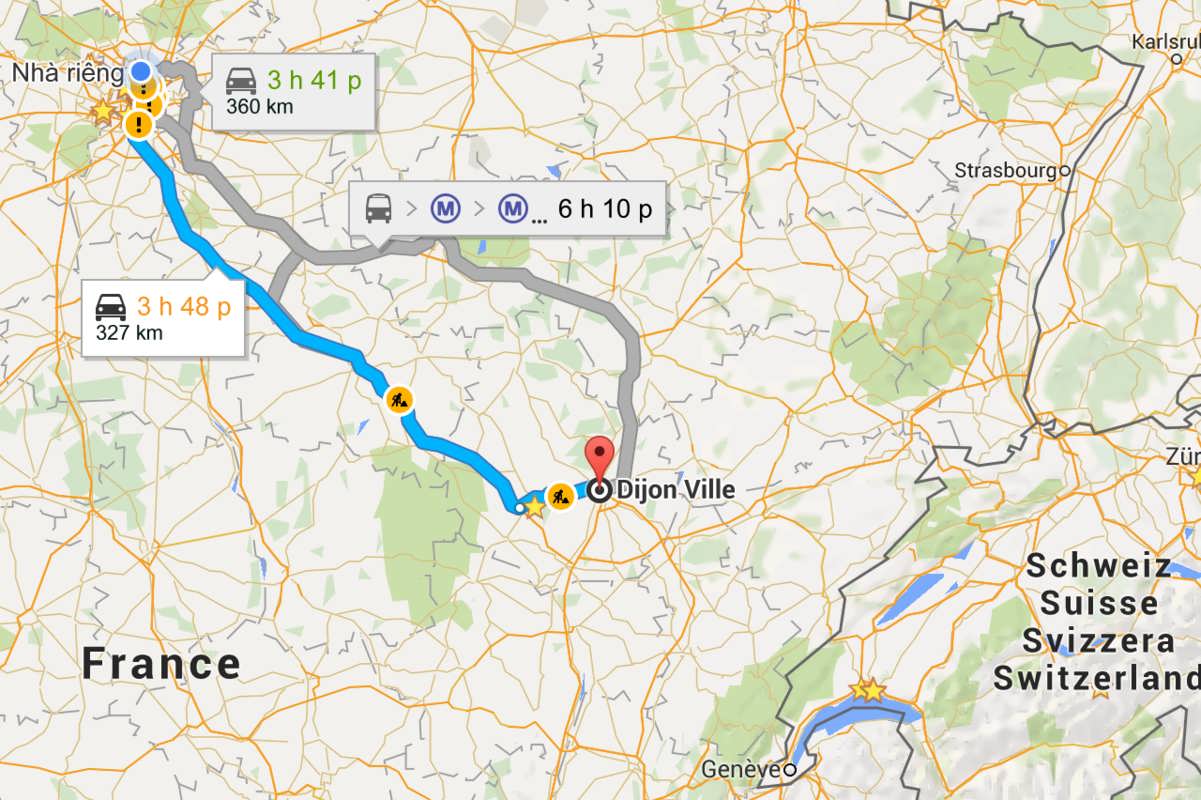 Karlsru
Nhà riêng
3 h 41 p
360 km
Strasbourg
M
M
...
6 h 10 p
3 h 48 p
327 km
Zür
Dijon Ville
Schweiz
Suisse
Svizzera
Switzerland
France
Genève